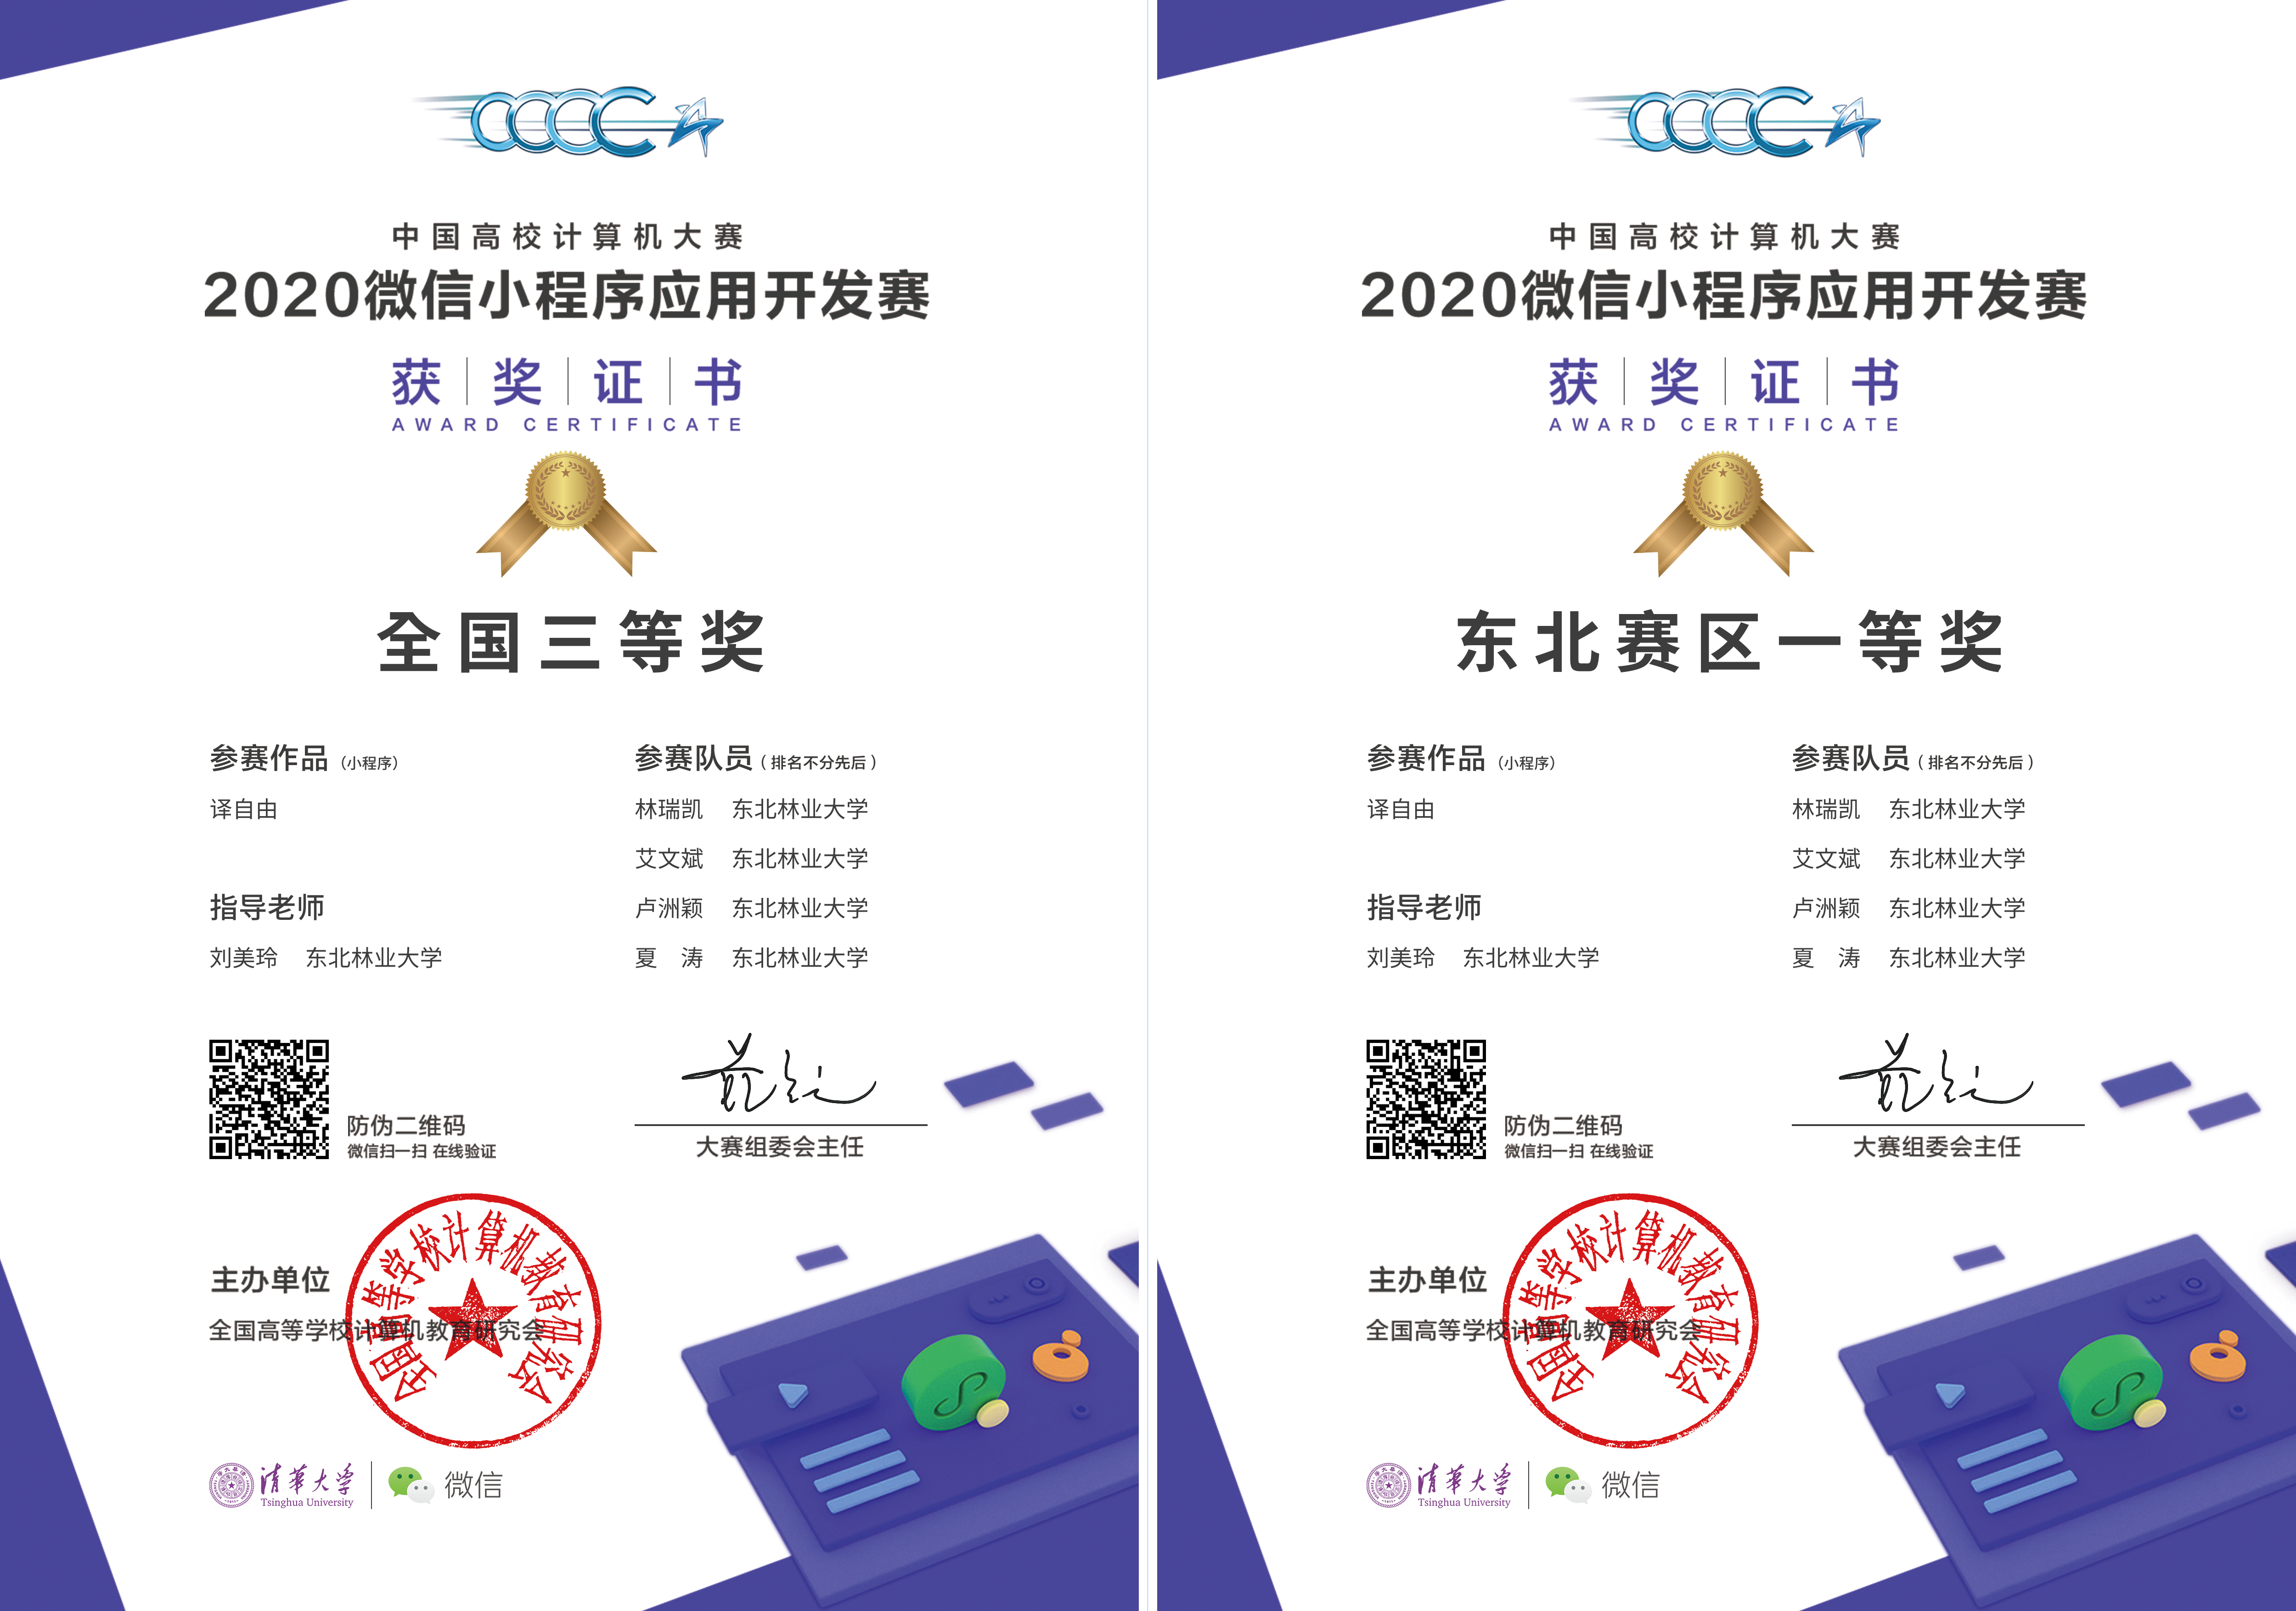 中国高校计算机大赛
2020微信小程序应用开发赛
获奖证书
AWARD CERTIFICATE
全国三等奖
参赛作品（小程序）
译自由
指导老师
刘美玲 东北林业大学
参赛队员（排名不分先后）
林瑞凯 东北林业大学
艾文斌 东北林业大学
卢洲颖 东北林业大学
夏 涛 东北林业大学
防伪二维码
微信扫一扫 在线验证
大赛组委会主任
主办单位
全国高等学校计算机教育研究会
全国高等学校计算机教育研究会
清華大学
Tsinghua University
微信
中国高校计算机大赛
2020微信小程序应用开发赛
获奖证书
AWARD CERTIFICATE
东北赛区一等奖
参赛作品（小程序）
译自由
指导老师
刘美玲 东北林业大学
参赛队员（排名不分先后）
林瑞凯 东北林业大学
艾文斌 东北林业大学
卢洲颖 东北林业大学
夏 涛 东北林业大学
防伪二维码
微信扫一扫 在线验证
大赛组委会主任
主办单位
全国高等学校计算机教育研究会
全国高等学校计算机教育研究会
清華大学
Tsinghua University
微信